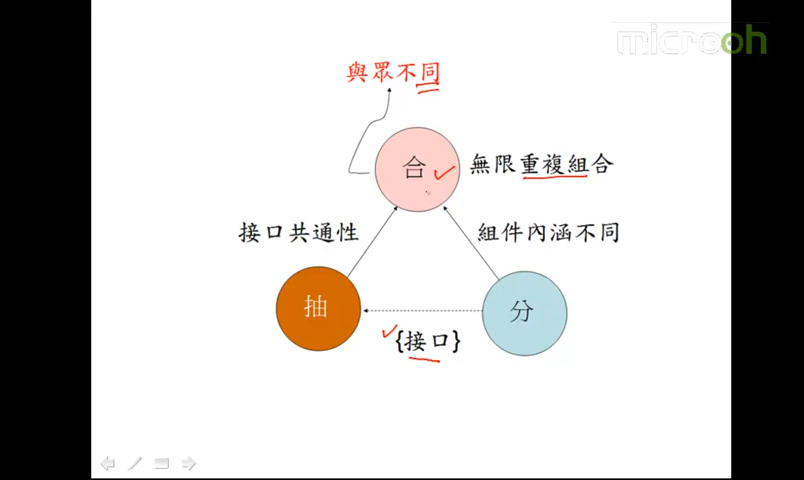 microoh
與眾不同
合
無限重複組合
接口共通性
組件內涵不同
抽
分
{接口}